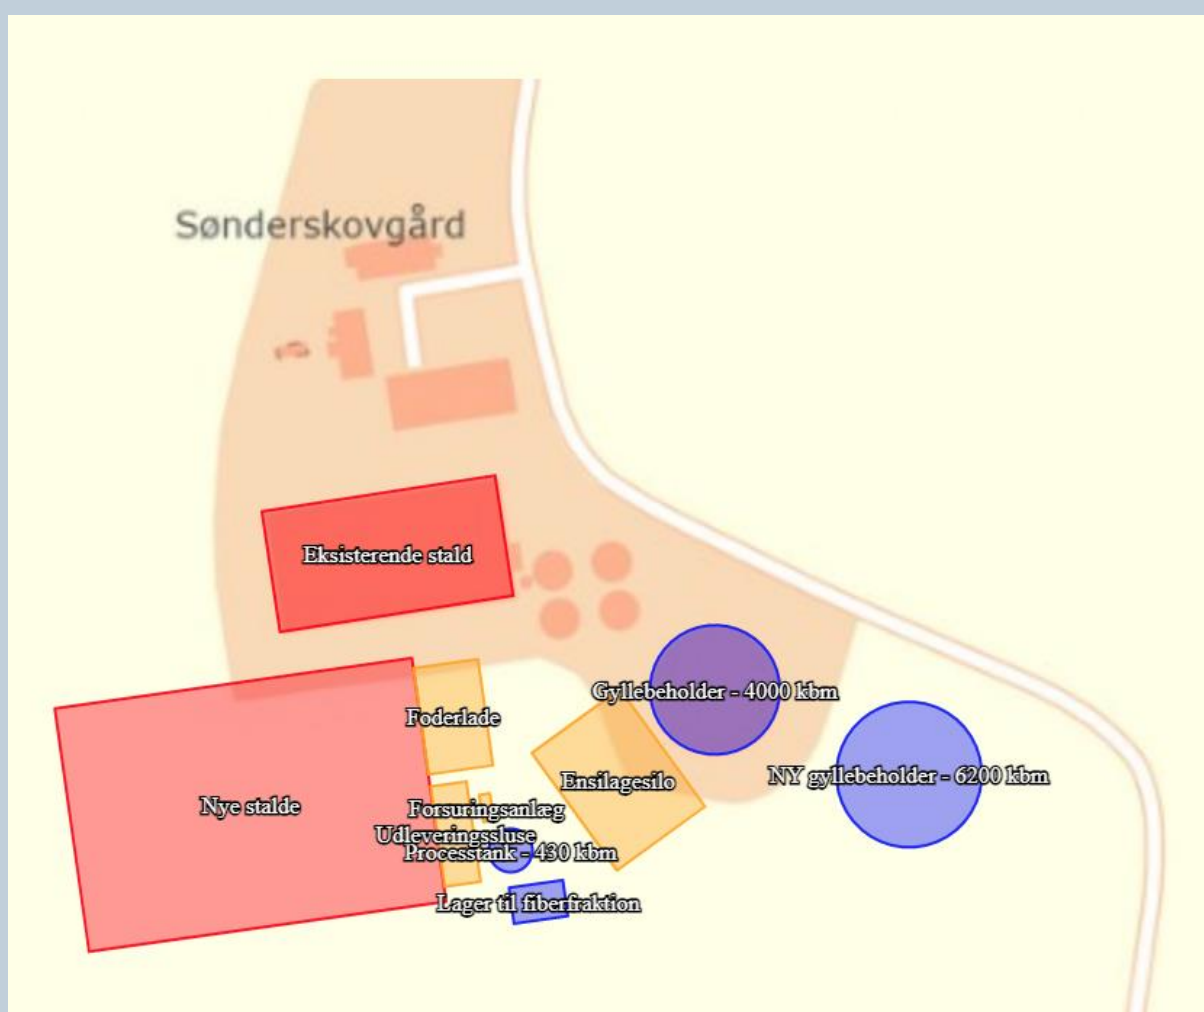 Sønderskovgård
Eksisterende stald
Gyllebeholder - 4000 kbm
Foderlade
NY gyllebeholder - 6200 kbm
Ensilagesilo
Nye stalde
Forsuringsanlæg
Udleveringssluse
Processtank - 430 kbm
Lager til fiberfraktion